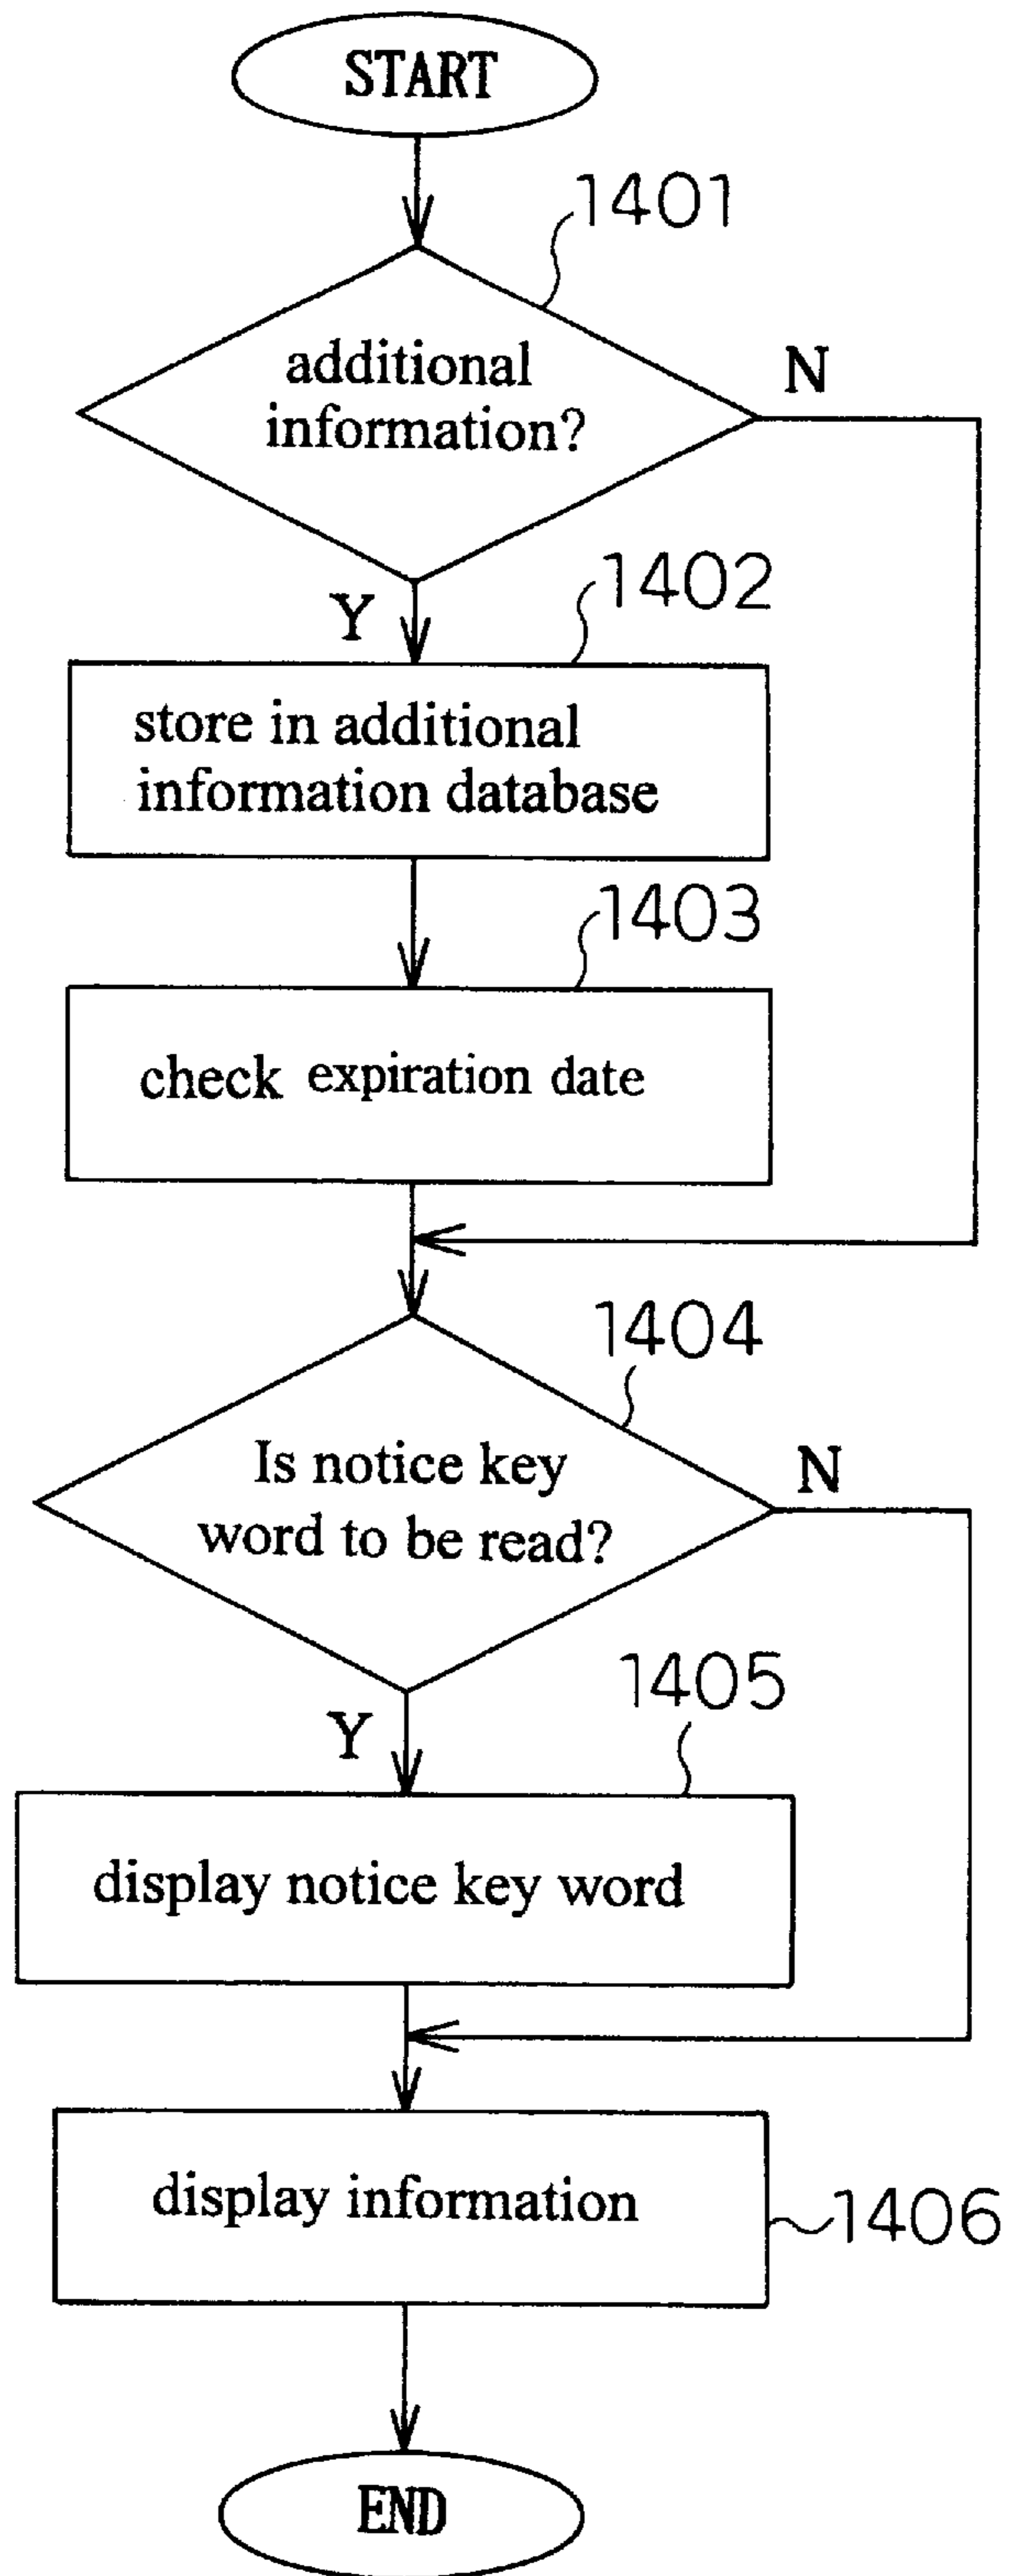 START
1401
additional
information?
N
Y
1402
store in additional
information database
1403
check expiration date
1404
Is notice key
word to be read?
N
Y
1405
display notice key word
display information
1406
END